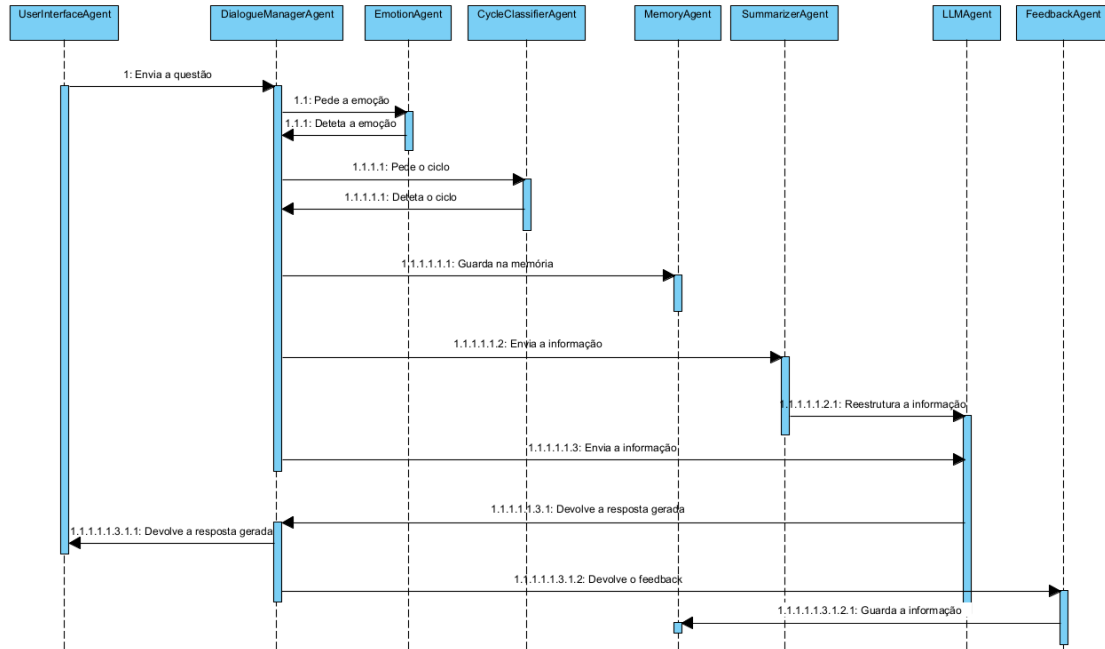 UserInterfaceAgent
DialogueManagerAgent
EmotionAgent
CycleClassifierAgent
MemoryAgent
SummarizerAgent
LLMAgent
FeedbackAgent
1: Envia a questão
1.1: Pede a emoção
1.1.1: Deteta a emoção
1.1.1.1: Pede o ciclo
1.1.1.1.1: Deteta o ciclo
1.1.1.1.1.1: Guarda na memória
1.1.1.1.1.2: Envia a informação
1.1.1.1.1.2.1: Reestrutura a informação
1.1.1.1.1.3: Envia a informação
1.1.1.1.1.3.1: Devolve a resposta gerada
1.1.1.1.1.3.1.1: Devolve a resposta gerada
1.1.1.1.1.3.1.2: Devolve o feedback
1.1.1.1.1.3.1.2.1: Guarda a informação